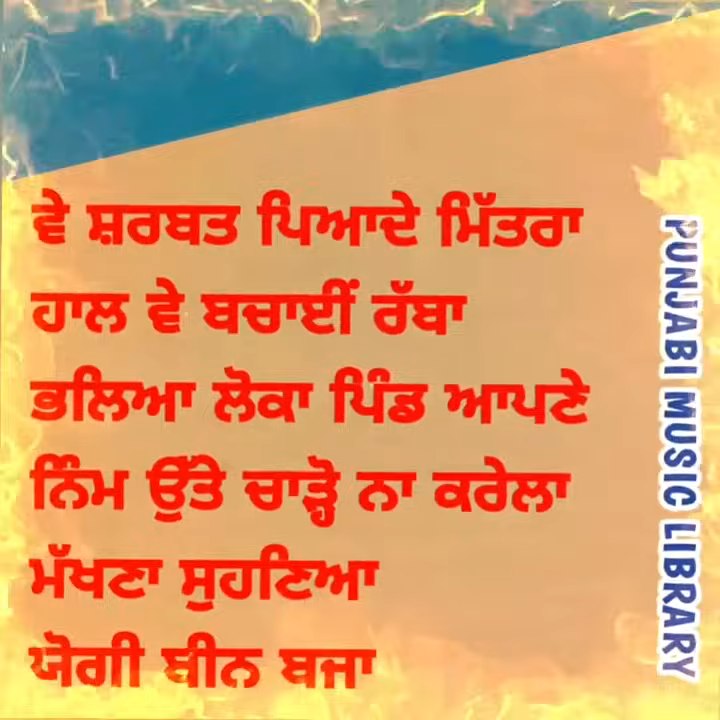 ਵੇ ਸ਼ਰਬਤ ਪਿਆਦੇ ਮਿੱਤਰਾ
ਹਾਲ ਵੇ ਬਚਾਈਂ ਰੱਬਾ
ਭਲਿਆ ਲੋਕਾ ਪਿੰਡ ਆਪਣੇ
ਨਿੰਮ ਉੱਤੇ ਚਾੜ੍ਹੋ ਨਾ ਕਰੇਲਾ
ਮੱਖਣਾ ਸੁਹਣਿਆ
ਯੋਗੀ ਬੀਨ ਬਜਾ
PUNJABI MUSIC LIBRARY